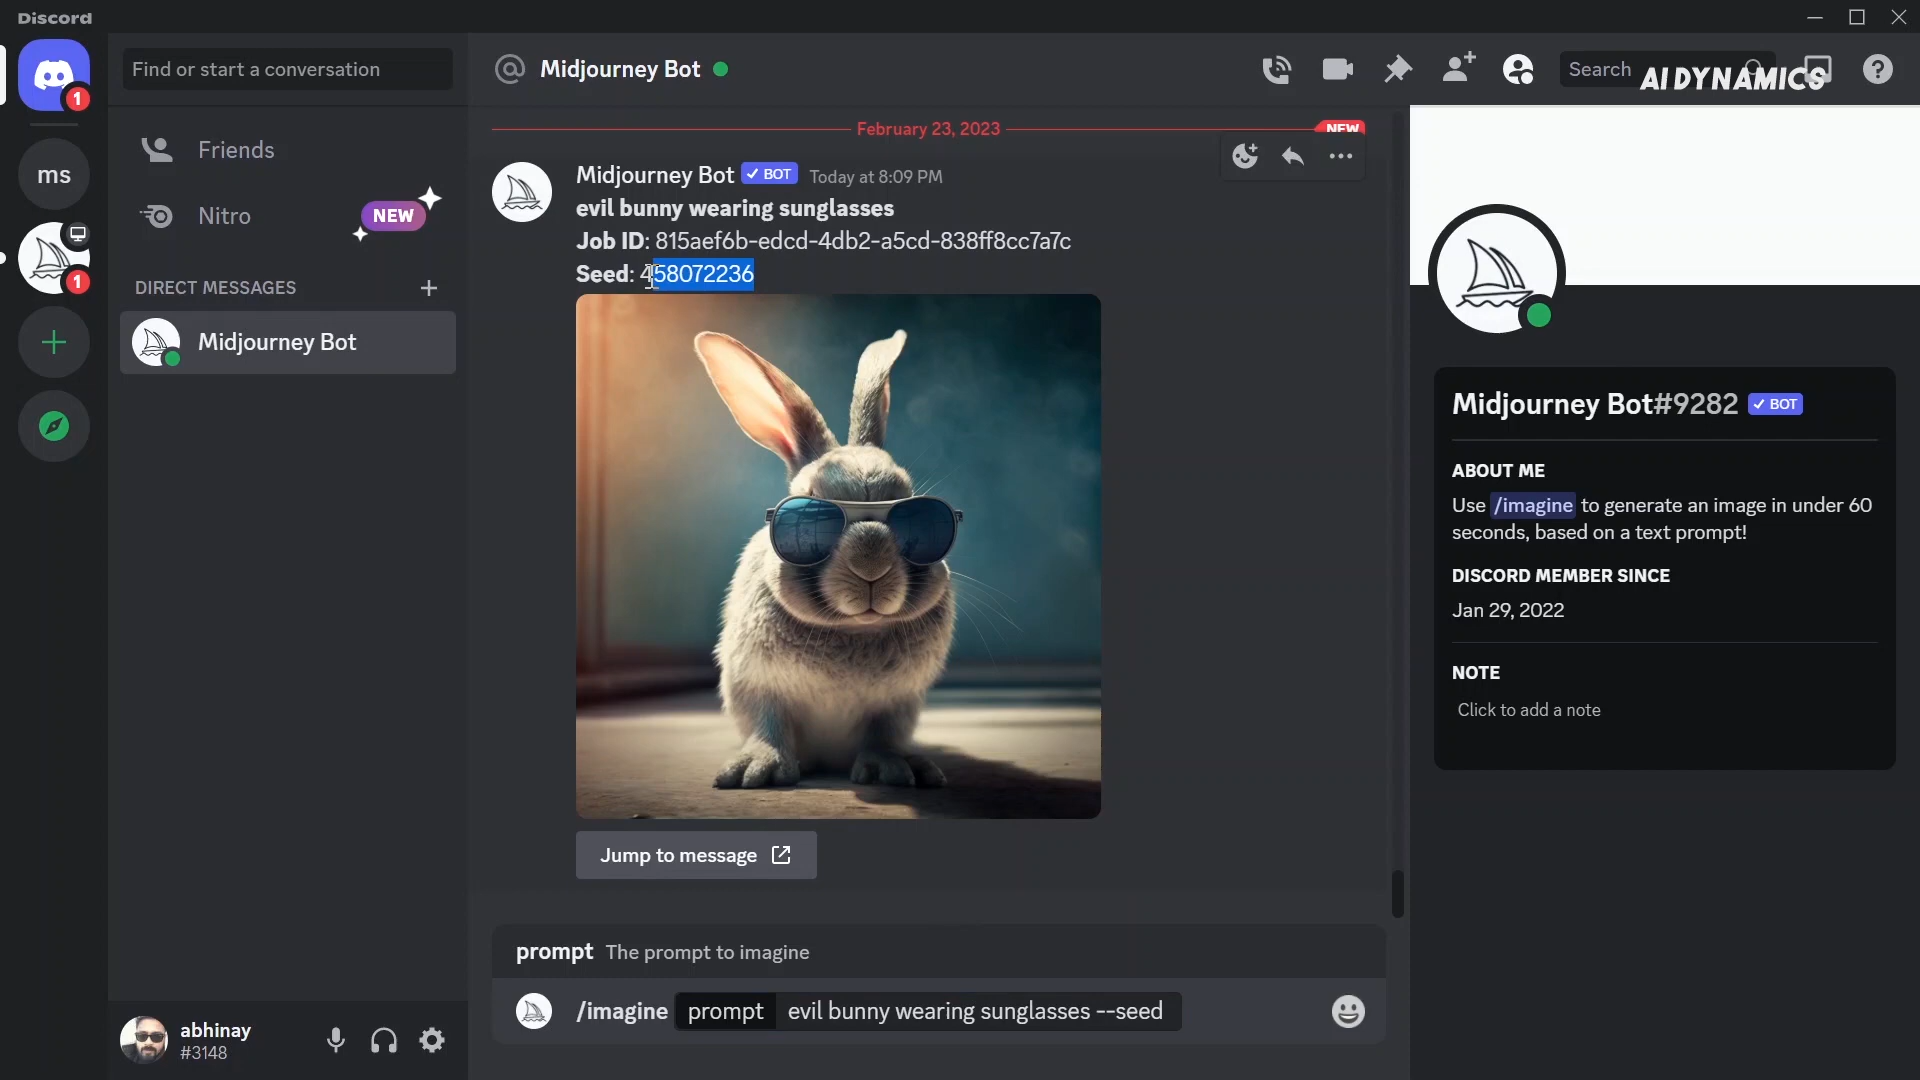 Discord
Find or start a conversation
Midjourney Bot
Search
AI DYNAMICS
1
Friends
ms
Nitro
NEW
1
DIRECT MESSAGES
Midjourney Bot
February 23, 2023
NEW
Midjourney Bot BOT Today at 8:09 PM
evil bunny wearing sunglasses
Job ID: 815aef6b-edcd-4db2-a5cd-838ff8cc7a7c
Seed: 458072236
Jump to message
prompt The prompt to imagine
/imagine prompt evil bunny wearing sunglasses --seed
abhinay
#3148
Midjourney Bot#9282 BOT
ABOUT ME
Use /imagine to generate an image in under 60
seconds, based on a text prompt!
DISCORD MEMBER SINCE
Jan 29, 2022
NOTE
Click to add a note